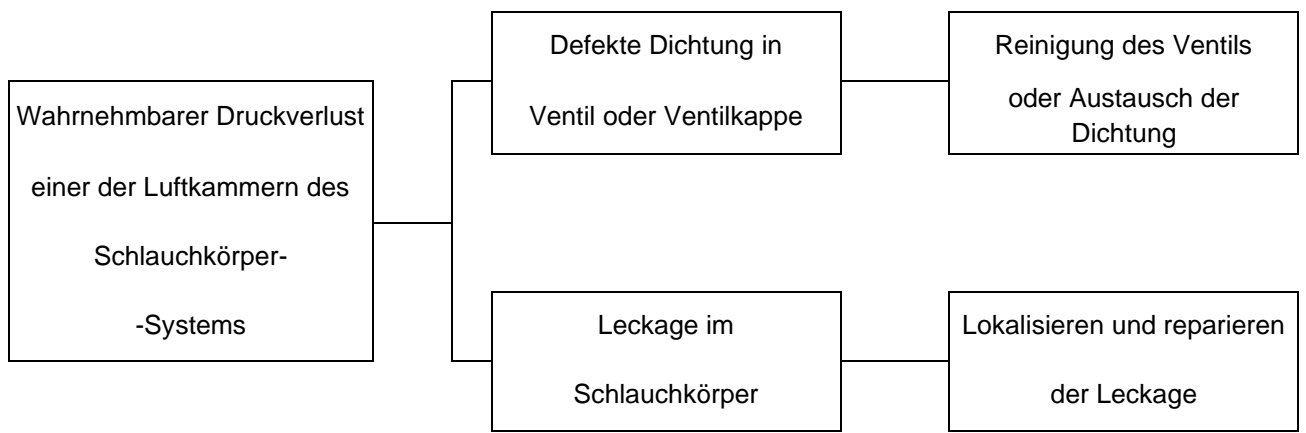 Wahrnehmbarer Druckverlust
einer der Luftkammern des
Schlauchkörper-
-Systems
Defekte Dichtung in
Ventil oder Ventilkappe
Reinigung des Ventils
oder Austausch der
Dichtung
Leckage im
Schlauchkörper
Lokalisieren und reparieren
der Leckage